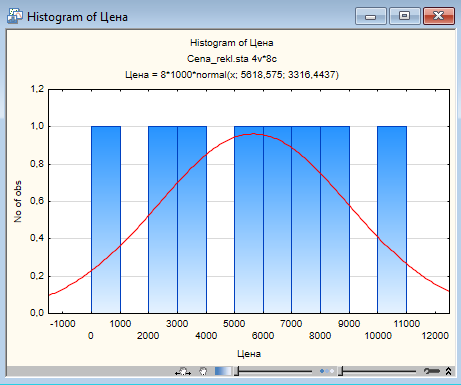 Histogram of Цена
Histogram of Цена
Cena_rekl.sta 4v*8c
Цена = 8*1000*normal(x; 5618,575; 3316,4437)
1,2
1,0
0,8
0,6
0,4
0,2
0,0
No of obs
-1000 1000 3000 5000 7000 9000 11000
0 2000 4000 6000 8000 10000 12000
Цена